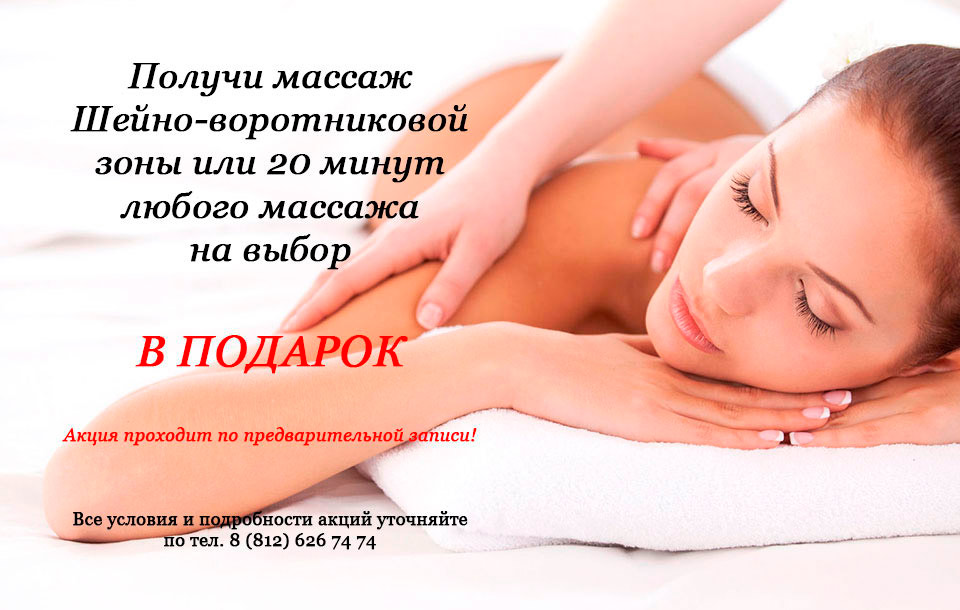 Получи массаж
Шейно-воротниковой
зоны или 20 минут
любого массажа
на выбор
В ПОДАРОК
Акция проходит по предварительной записи!
Все условия и подробности акций уточняйте
по тел. 8 (812) 626 74 74